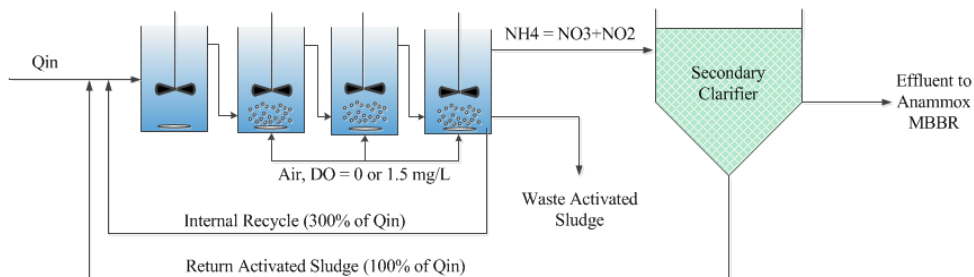 NH4 = NO3+NO2
Qin
Secondary
Clarifier
Effluent to
Anammox
MBBR
Air, DO = 0 or 1.5 mg/L
Waste Activated
Sludge
Internal Recycle (300% of Qin)
Return Activated Sludge (100% of Qin)